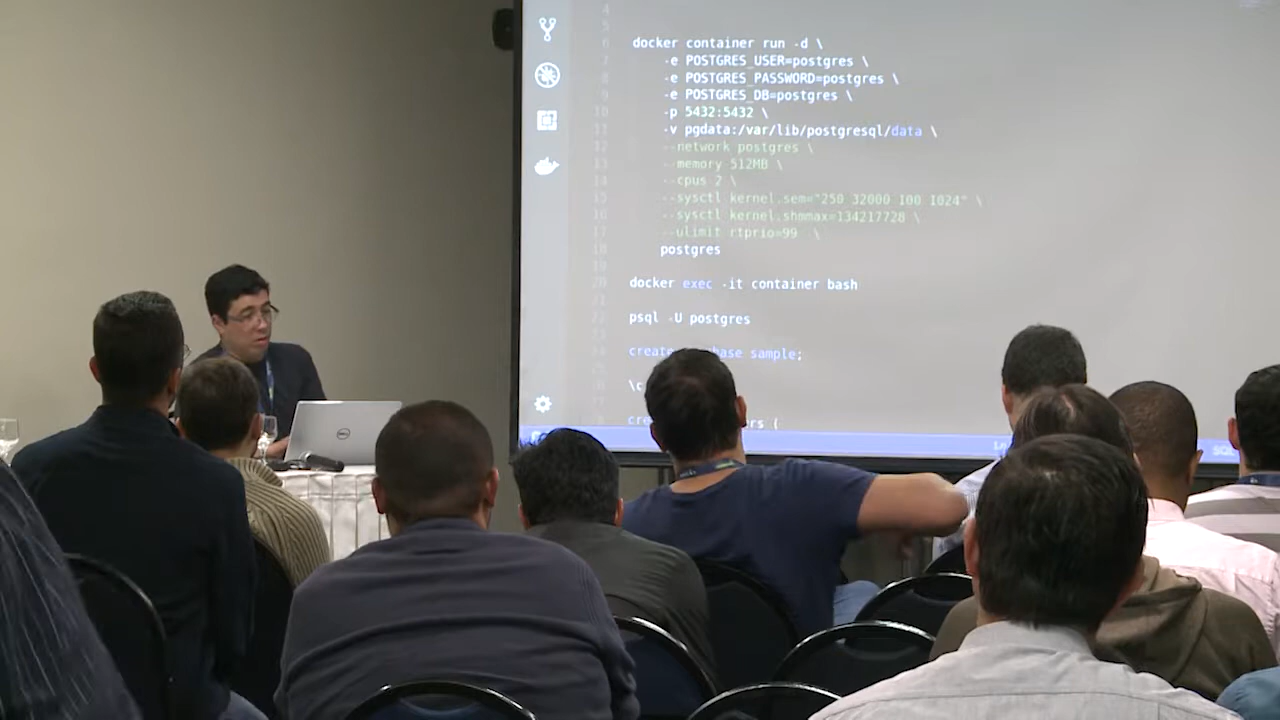 docker container run -d \
-e POSTGRES_USER=postgres \
-e POSTGRES_PASSWORD=postgres \
-e POSTGRES_DB=postgres \
-p 5432:5432 \
-v pgdata:/var/lib/postgresql/data \
--network postgres \
--memory 512MB \
--cpus 2 \
--sysctl kernel.sem="250 32000 100 1024" \
--sysctl kernel.shmmax=134217728 \
--ulimit rtprio=99 \
postgres
docker exec -it container bash
psql -U postgres
sample;
\c
DELL